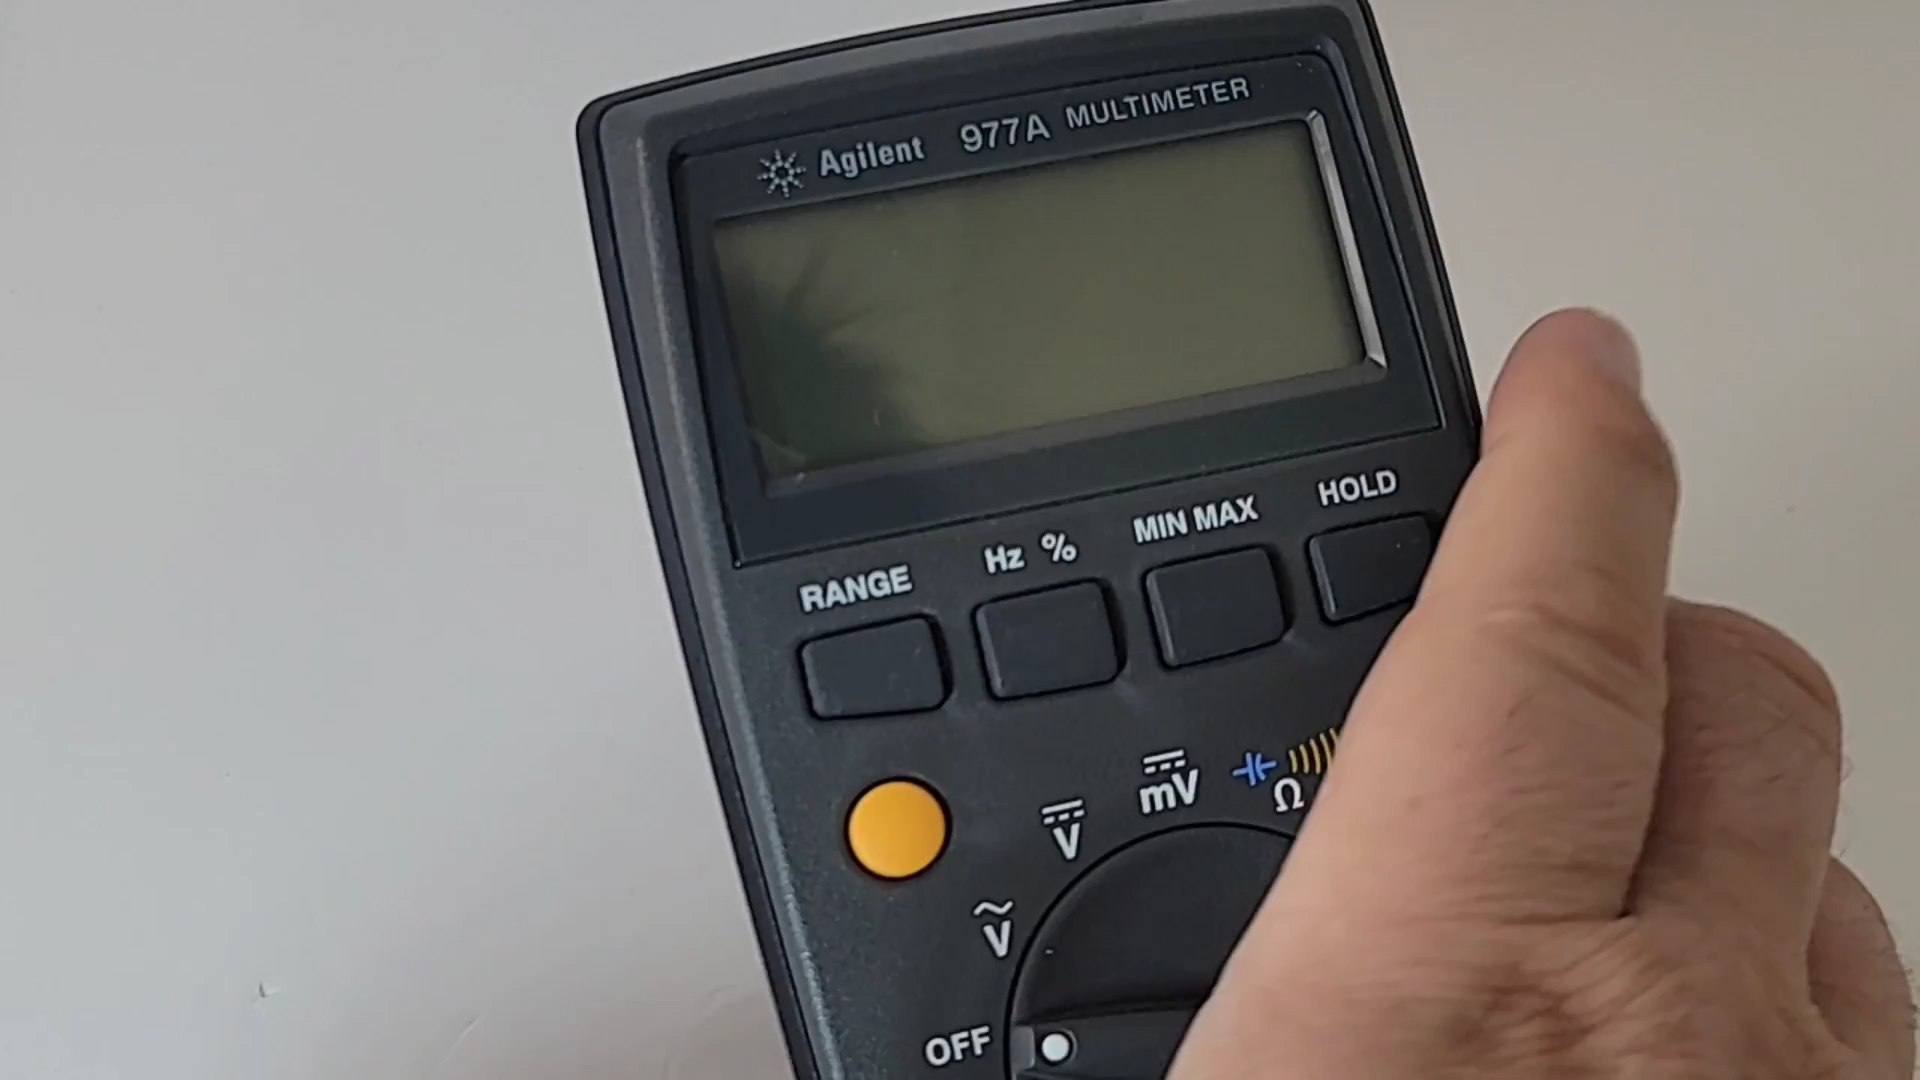 Agilent 977A MULTIMETER
RANGE Hz % MIN MAX HOLD
mV
V
Ω
V
OFF